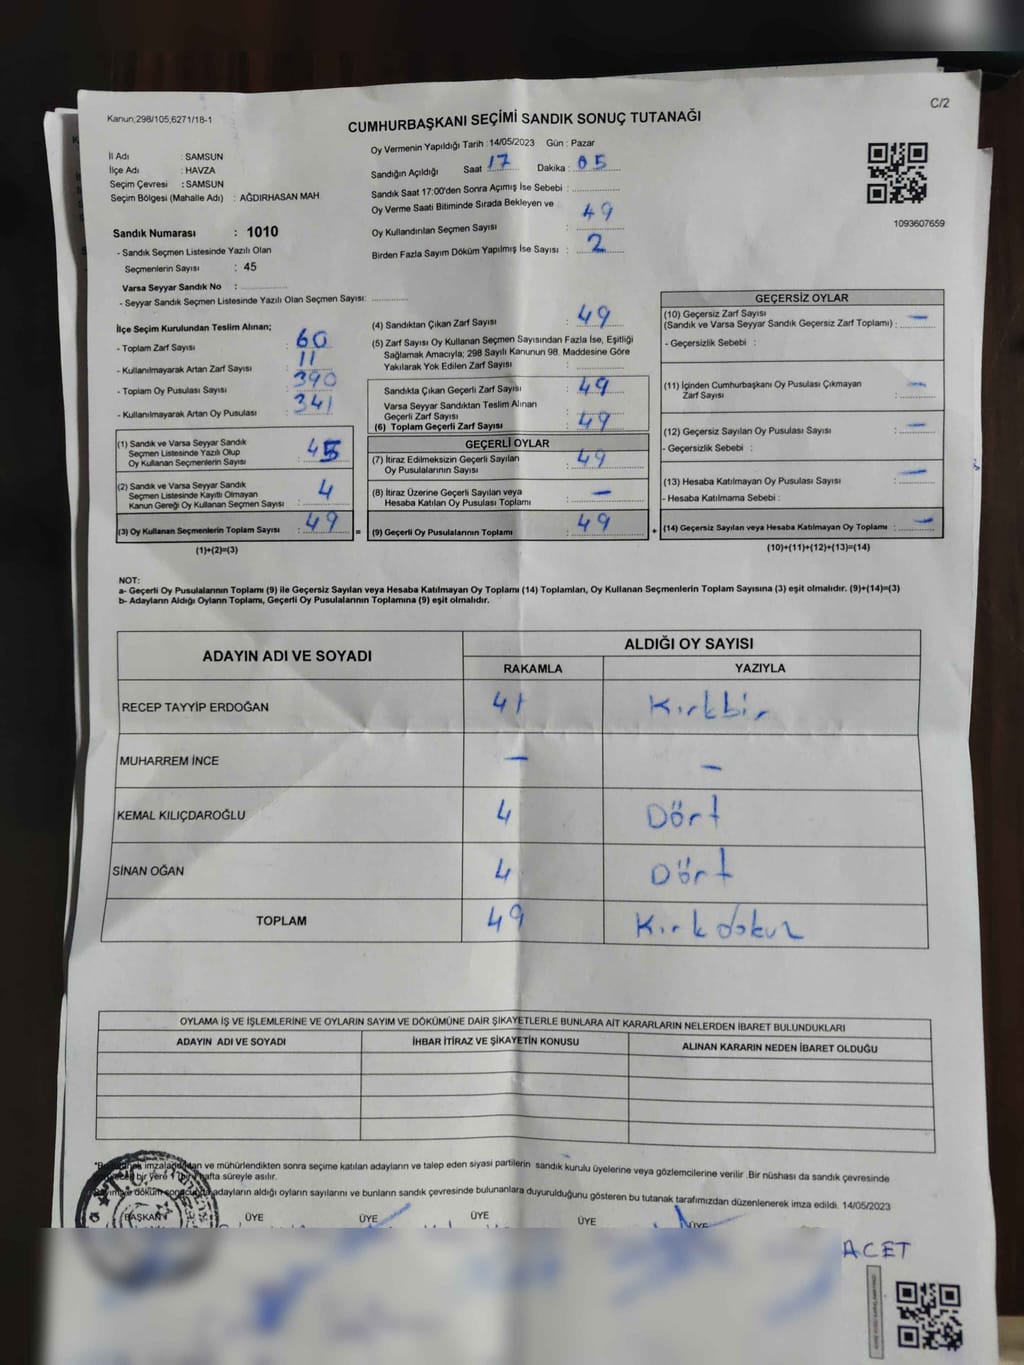 C/2
Kanun;298/105,6271/18-1
CUMHURBAŞKANI SEÇİMİ SANDIK SONUÇ TUTANAĞI
İl Adı : SAMSUN
İlçe Adı : HAVZA
Seçim Çevresi : SAMSUN
Seçim Bölgesi (Mahalle Adı) : AĞDIRHASAN MAH
Sandık Numarası : 1010
- Sandık Seçmen Listesinde Yazılı Olan
Seçmenlerin Sayısı : 45
Varsa Seyyar Sandık No :
- Seyyar Sandık Seçmen Listesinde Yazılı Olan Seçmen Sayısı:
Oy Vermenin Yapıldığı Tarih : 14/05/2023 Gün : Pazar
Sandığın Açıldığı Saat 17 Dakika : 05
Sandık Saat 17:00'den Sonra Açımış İse Sebebi :
Oy Verme Saati Bitiminde Sırada Bekleyen ve
Oy Kullandırılan Seçmen Sayısı : 49
Birden Fazla Sayım Döküm Yapılmış İse Sayısı : 2
1093607659
İlçe Seçim Kurulundan Teslim Alınan;
- Toplam Zarf Sayısı : 60
- Kullanılmayarak Artan Zarf Sayısı : 11
- Toplam Oy Pusulası Sayısı : 390
- Kullanılmayarak Artan Oy Pusulası : 341
(1) Sandık ve Varsa Seyyar Sandık
Seçmen Listesinde Yazılı Olup
Oy Kullanan Seçmenlerin Sayısı : 45
(2) Sandık ve Varsa Seyyar Sandık
Seçmen Listesinde Kayıtlı Olmayan
Kanun Gereği Oy Kullanan Seçmen Sayısı : 4
(3) Oy Kullanan Seçmenlerin Toplam Sayısı : 49 =
(1)+(2)=(3)
(4) Sandıktan Çıkan Zarf Sayısı : 49
(5) Zarf Sayısı Oy Kullanan Seçmen Sayısından Fazla İse, Eşitliği
Sağlamak Amacıyla; 298 Sayılı Kanunun 98. Maddesine Göre
Yakılarak Yok Edilen Zarf Sayısı :
Sandıkta Çıkan Geçerli Zarf Sayısı : 49
Varsa Seyyar Sandıktan Teslim Alınan
Geçerli Zarf Sayısı :
(6) Toplam Geçerli Zarf Sayısı : 49
GEÇERLİ OYLAR
(7) İtiraz Edilmeksizin Geçerli Sayılan
Oy Pusulalarının Sayısı : 49
(8) İtiraz Üzerine Geçerli Sayılan veya
Hesaba Katılan Oy Pusulası Toplamı : —
(9) Geçerli Oy Pusulalarının Toplamı : 49 +
GEÇERSİZ OYLAR
(10) Geçersiz Zarf Sayısı
(Sandık ve Varsa Seyyar Sandık Geçersiz Zarf Toplamı) : —
- Geçersizlik Sebebi :
(11) İçinden Cumhurbaşkanı Oy Pusulası Çıkmayan
Zarf Sayısı : —
(12) Geçersiz Sayılan Oy Pusulası Sayısı : —
- Geçersizlik Sebebi :
(13) Hesaba Katılmayan Oy Pusulası Sayısı : —
- Hesaba Katılmama Sebebi :
(14) Geçersiz Sayılan veya Hesaba Katılmayan Oy Toplamı : —
(10)+(11)+(12)+(13)=(14)
NOT:
a- Geçerli Oy Pusulalarının Toplamı (9) ile Geçersiz Sayılan veya Hesaba Katılmayan Oy Toplamı (14) Toplamları, Oy Kullanan Seçmenlerin Toplam Sayısına (3) eşit olmalıdır. (9)+(14)=(3)
b- Adayların Aldığı Oyların Toplamı, Geçerli Oy Pusulalarının Toplamına (9) eşit olmalıdır.
ADAYIN ADI VE SOYADI ALDIĞI OY SAYISI
RAKAMLA YAZIYLA
RECEP TAYYİP ERDOĞAN 41 Kırkbir
MUHARREM İNCE — —
KEMAL KILIÇDAROĞLU 4 Dört
SİNAN OĞAN 4 Dört
TOPLAM 49 Kırkdokuz
OYLAMA İŞ VE İŞLEMLERİNE VE OYLARIN SAYIM VE DÖKÜMÜNE DAİR ŞİKAYETLERLE BUNLARA AİT KARARLARIN NELERDEN İBARET BULUNDUKLARI
ADAYIN ADI VE SOYADI İHBAR İTİRAZ VE ŞİKAYETİN KONUSU ALINAN KARARIN NEDEN İBARET OLDUĞU
ve mühürlendikten sonra seçime katılan adayların ve talep eden siyasi partilerin sandık kurulu üyelerine veya gözlemcilerine verilir .Bir nüshası da sandık çevresinde
bir yere 1 hafta süreyle asılır.
adayların aldığı oyların sayılarını ve bunların sandık çevresinde bulunanlara duyurulduğunu gösteren bu tutanak tarafımızdan düzenlenerek imza edildi. 14/05/2023
BAŞKAN ÜYE ÜYE ÜYE ÜYE ÜYE
ACET